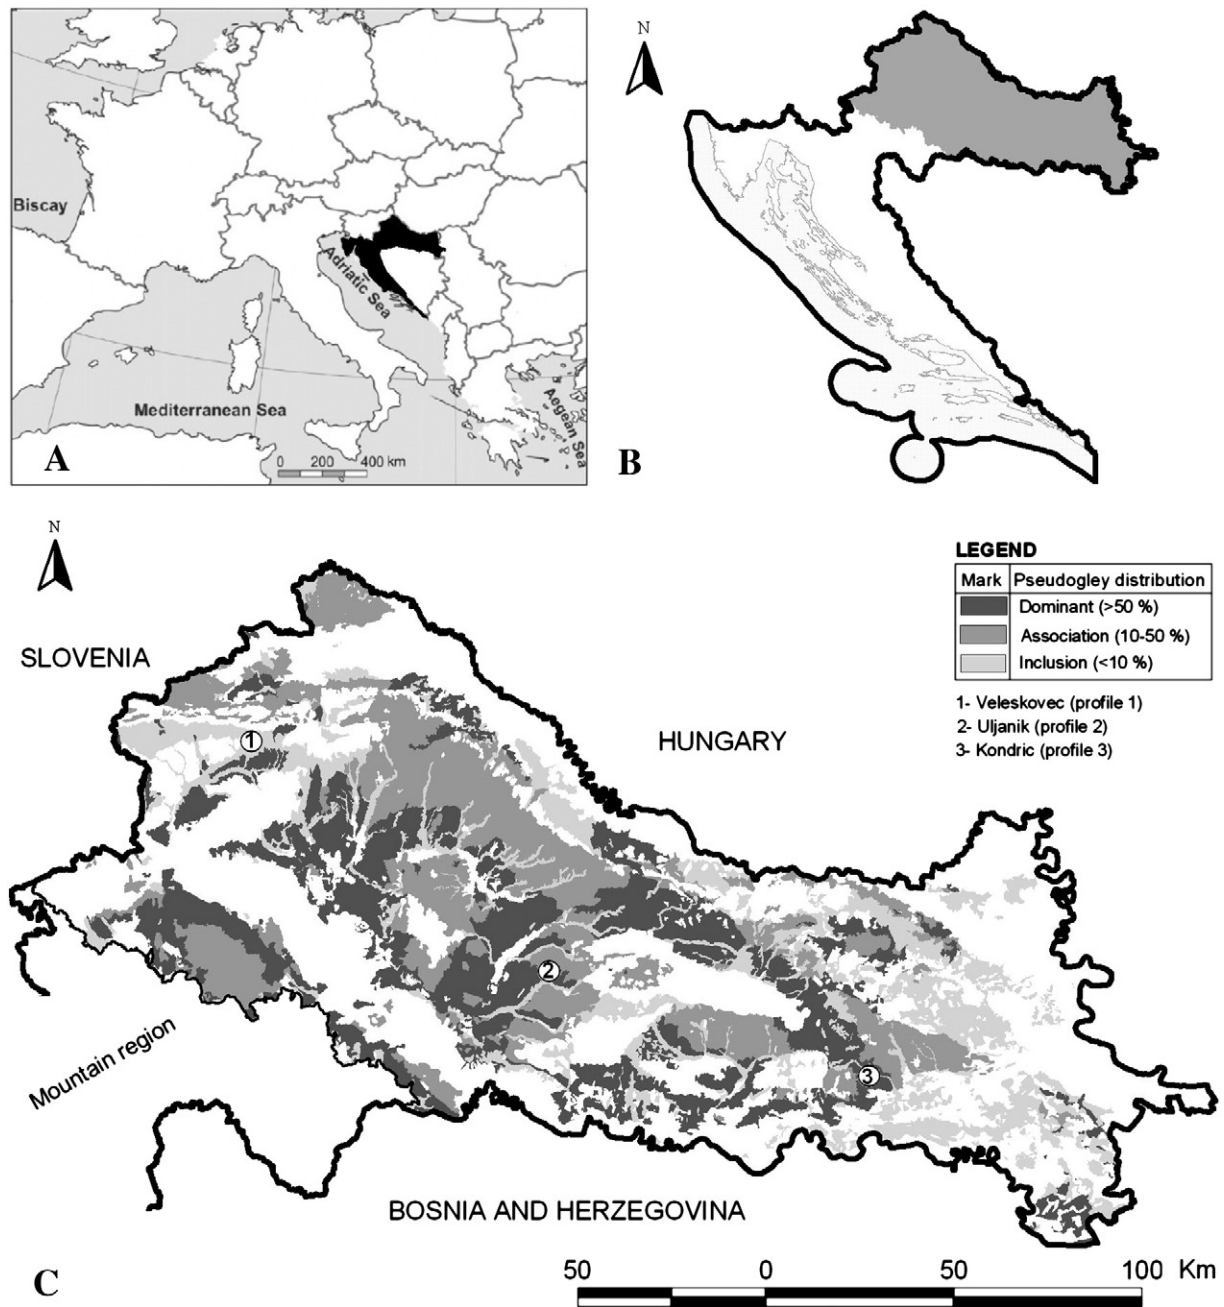 Biscay
Adriatic Sea
Mediterranean Sea
Aegean Sea
A
0 200 400 km
N
B
N
LEGEND
Mark Pseudogley distribution
Dominant (>50 %)
Association (10-50 %)
Inclusion (<10 %)
1- Veleskovec (profile 1)
2- Uljanik (profile 2)
3- Kondric (profile 3)
SLOVENIA
HUNGARY
1
2
3
Mountain region
BOSNIA AND HERZEGOVINA
C
50 0 50 100 Km